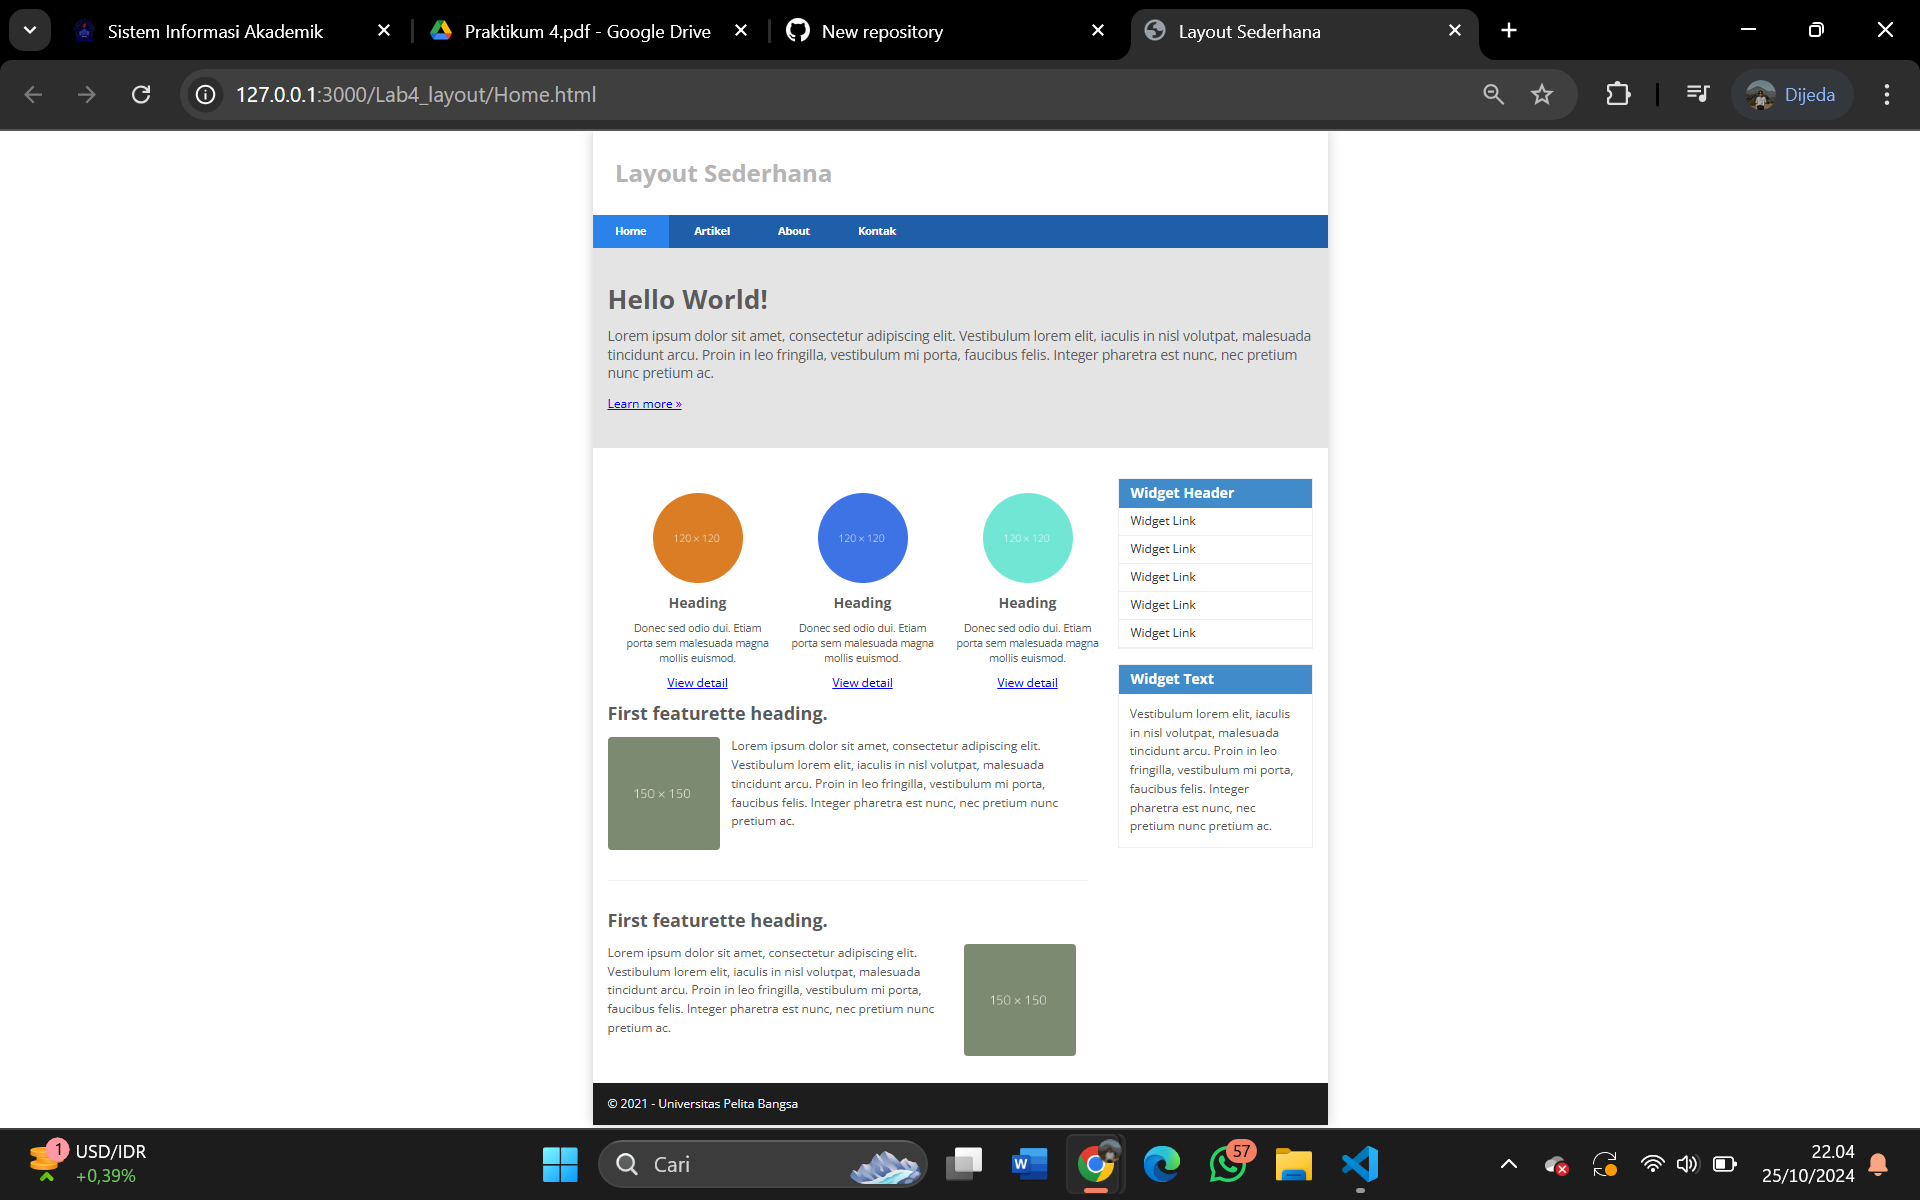 Sistem Informasi Akademik
Praktikum 4.pdf - Google Drive
New repository
Layout Sederhana
127.0.0.1:3000/Lab4_layout/Home.html
Dijeda
Layout Sederhana
Home Artikel About Kontak
Hello World!
Lorem ipsum dolor sit amet, consectetur adipiscing elit. Vestibulum lorem elit, iaculis in nisl volutpat, malesuada
tincidunt arcu. Proin in leo fringilla, vestibulum mi porta, faucibus felis. Integer pharetra est nunc, nec pretium
nunc pretium ac.
Learn more »
120 × 120
Heading
Donec sed odio dui. Etiam
porta sem malesuada magna
mollis euismod.
View detail
120 × 120
Heading
Donec sed odio dui. Etiam
porta sem malesuada magna
mollis euismod.
View detail
120 × 120
Heading
Donec sed odio dui. Etiam
porta sem malesuada magna
mollis euismod.
View detail
First featurette heading.
150 × 150
Lorem ipsum dolor sit amet, consectetur adipiscing elit.
Vestibulum lorem elit, iaculis in nisl volutpat, malesuada
tincidunt arcu. Proin in leo fringilla, vestibulum mi porta,
faucibus felis. Integer pharetra est nunc, nec pretium nunc
pretium ac.
First featurette heading.
Lorem ipsum dolor sit amet, consectetur adipiscing elit.
Vestibulum lorem elit, iaculis in nisl volutpat, malesuada
tincidunt arcu. Proin in leo fringilla, vestibulum mi porta,
faucibus felis. Integer pharetra est nunc, nec pretium nunc
pretium ac.
150 × 150
Widget Header
Widget Link
Widget Link
Widget Link
Widget Link
Widget Link
Widget Text
Vestibulum lorem elit, iaculis
in nisl volutpat, malesuada
tincidunt arcu. Proin in leo
fringilla, vestibulum mi porta,
faucibus felis. Integer
pharetra est nunc, nec
pretium nunc pretium ac.
© 2021 - Universitas Pelita Bangsa
1
USD/IDR
+0,39%
Cari
W
57
22.04
25/10/2024